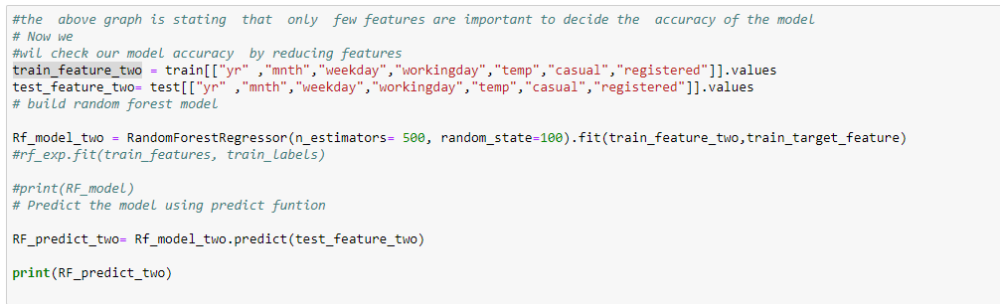 #the  above graph is stating  that  only  few features are important to decide the  accuracy of the model
# Now we
#wil check our model accuracy  by reducing features
train_feature_two = train[["yr" ,"mnth","weekday","workingday","temp","casual","registered"]].values
test_feature_two= test[["yr" ,"mnth","weekday","workingday","temp","casual","registered"]].values
# build random forest model
Rf_model_two = RandomForestRegressor(n_estimators= 500, random_state=100).fit(train_feature_two,train_target_feature)
#rf_exp.fit(train_features, train_labels)
#print(RF_model)
# Predict the model using predict funtion
RF_predict_two= Rf_model_two.predict(test_feature_two)
print(RF_predict_two)